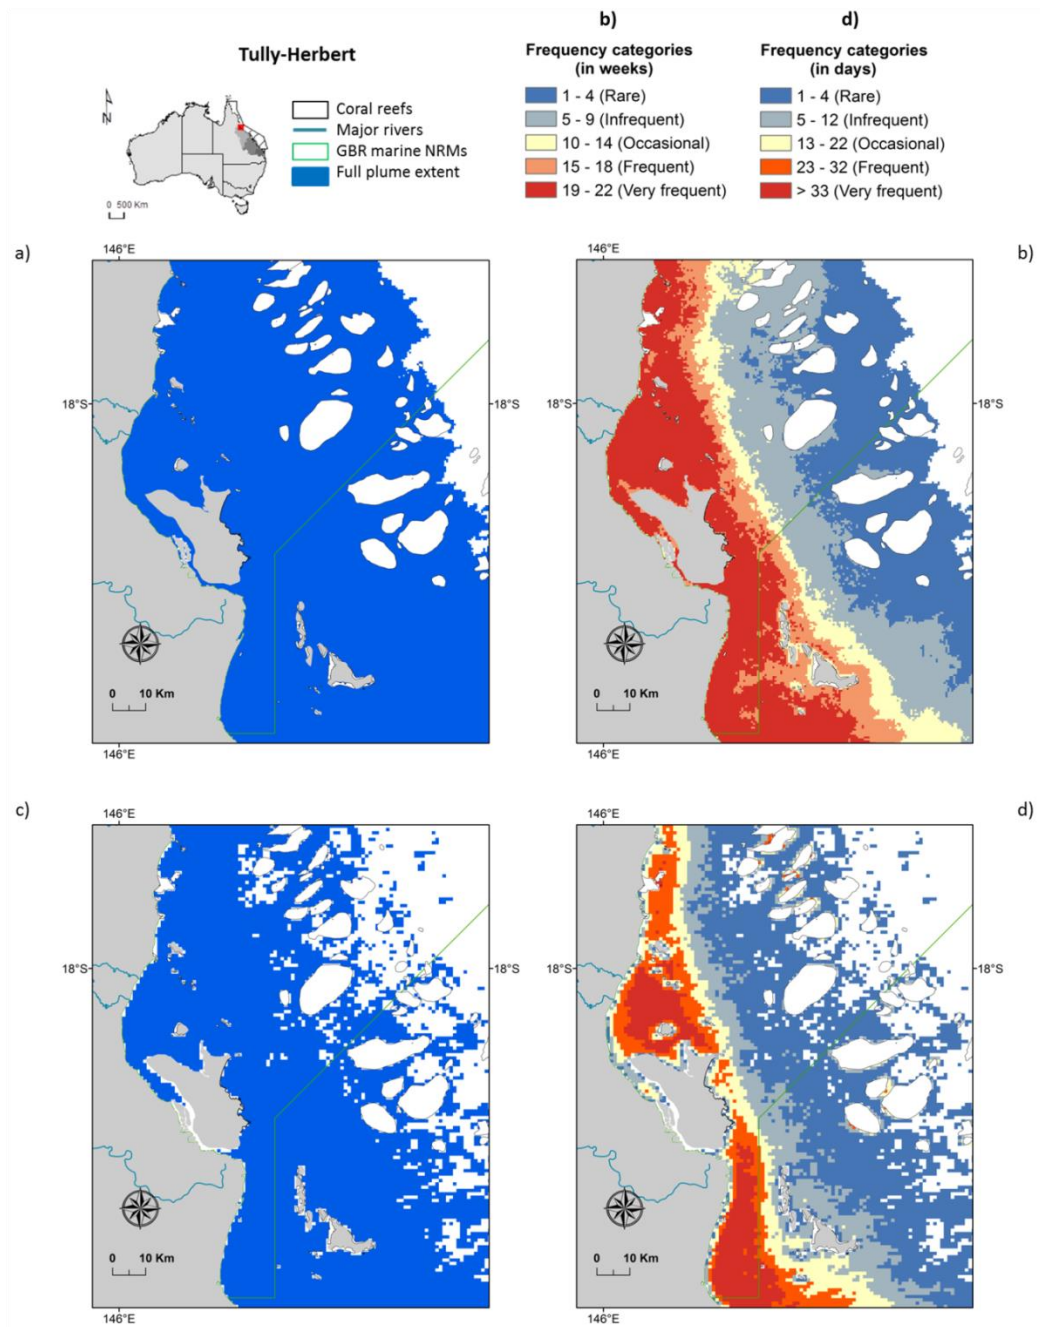 b)
d)
Tully-Herbert
Frequency categories
(in weeks)
Frequency categories
(in days)
N
Coral reefs
Major rivers
GBR marine NRMs
Full plume extent
0 500 Km
1 - 4 (Rare)
5 - 9 (Infrequent)
10 - 14 (Occasional)
15 - 18 (Frequent)
19 - 22 (Very frequent)
1 - 4 (Rare)
5 - 12 (Infrequent)
13 - 22 (Occasional)
23 - 32 (Frequent)
> 33 (Very frequent)
a)
146°E
146°E
b)
18°S
18°S
0 10 Km
0 10 Km
146°E
146°E
c)
146°E
146°E
d)
18°S
18°S
0 10 Km
0 10 Km
146°E
146°E